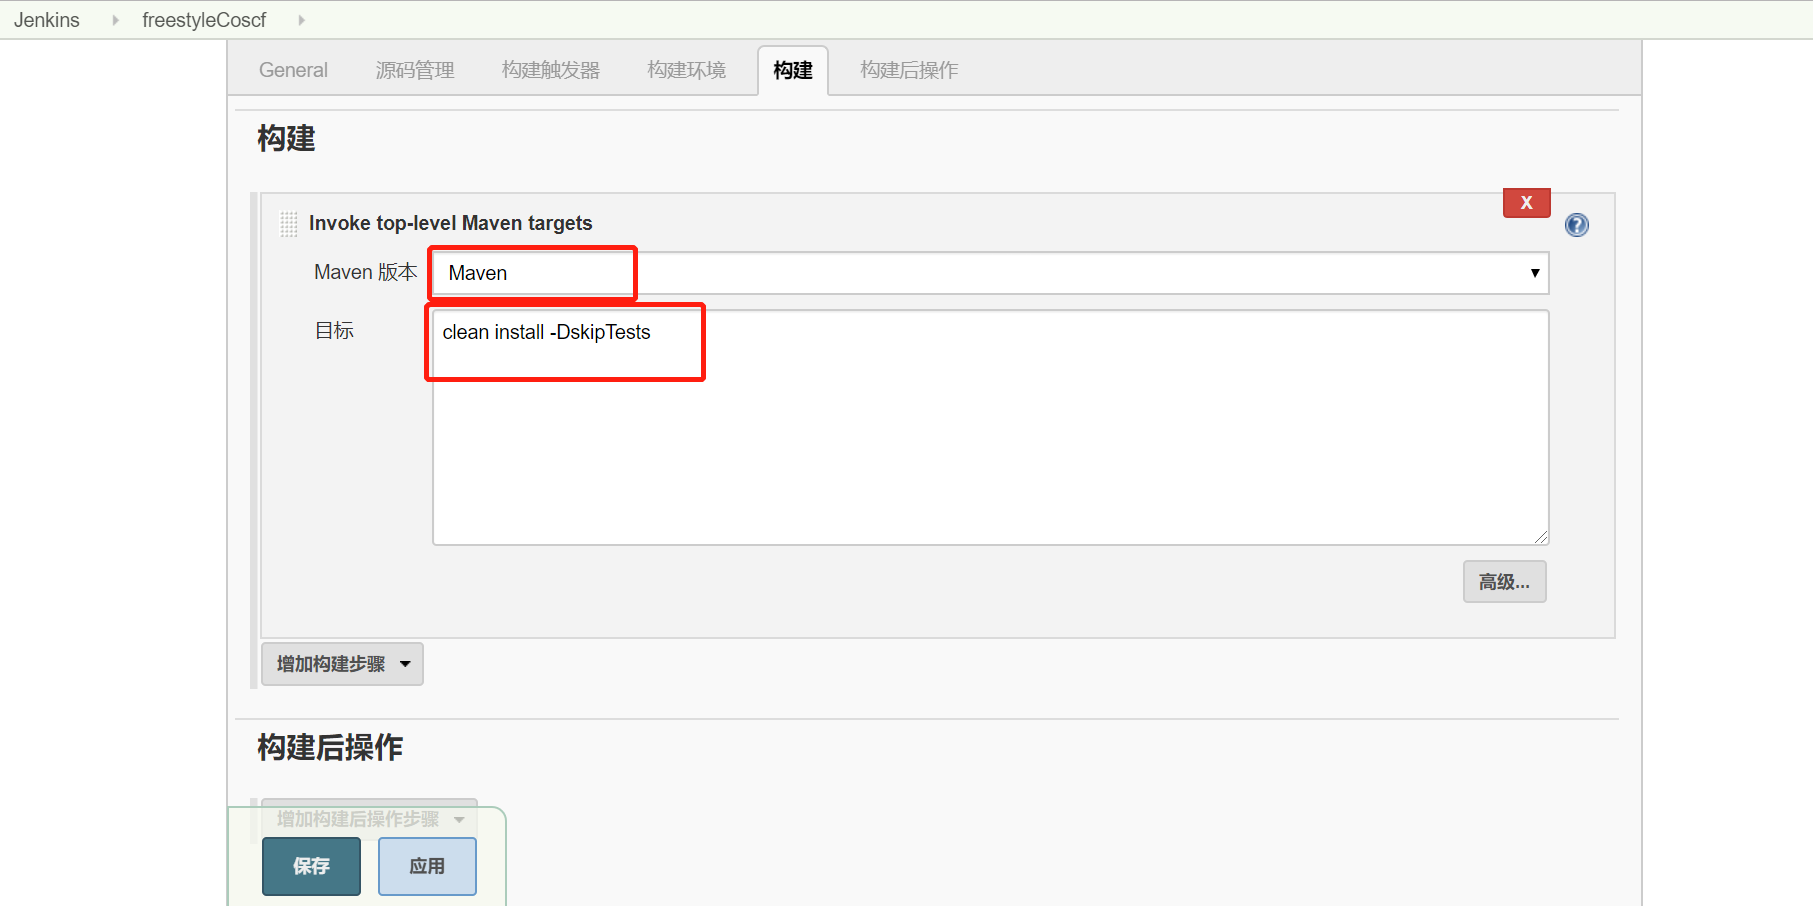 Jenkins freestyleCoscf
General 源码管理 构建触发器 构建环境 构建 构建后操作
构建
X
Invoke top-level Maven targets
?
Maven 版本 Maven
目标 clean install -DskipTests
高级...
增加构建步骤
构建后操作
增加构建后操作步骤
保存 应用